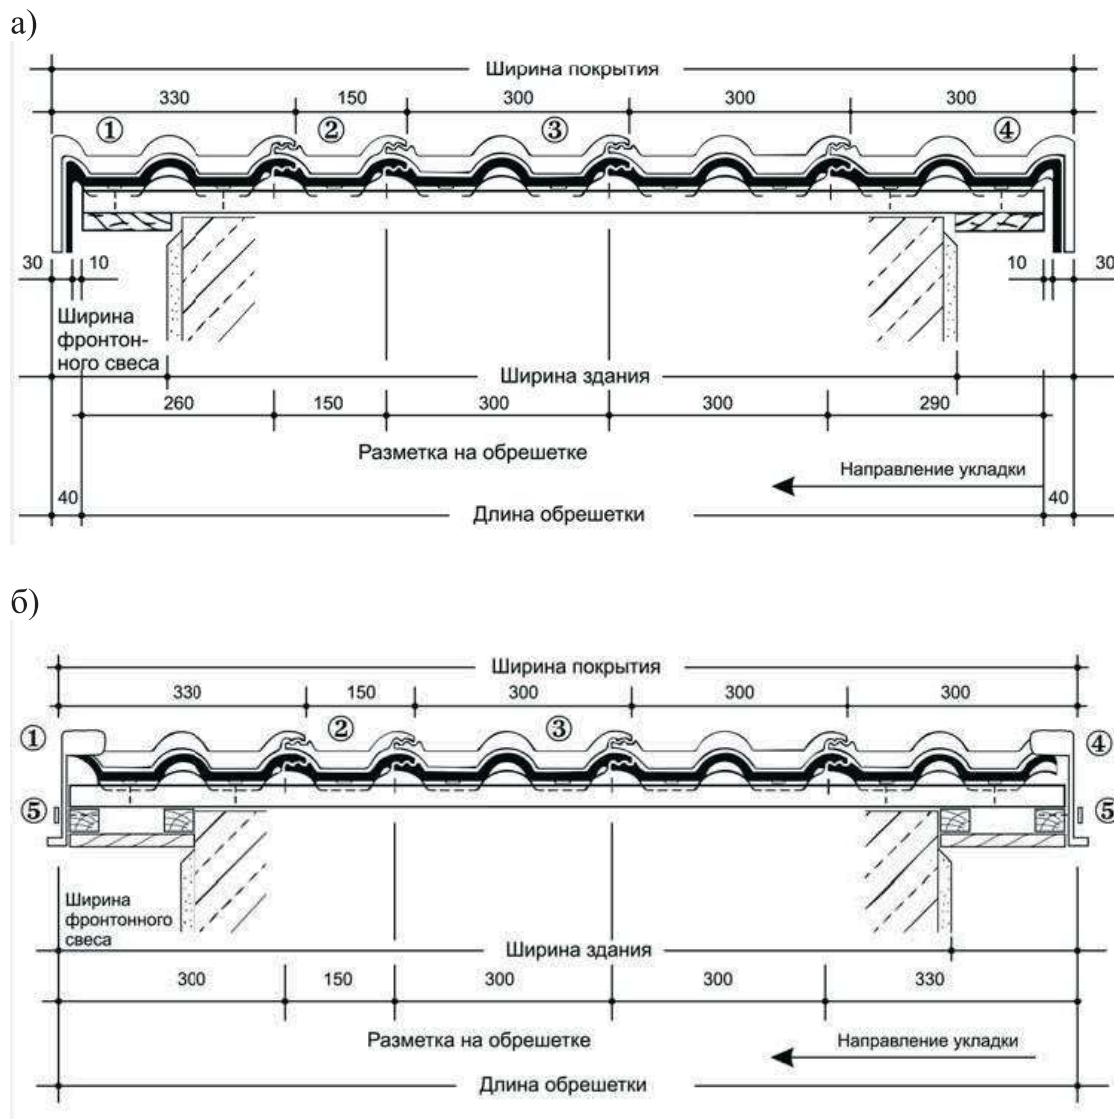 а)
Ширина покрытия
330 150 300 300 300
① ② ③ ④
30 10 10 30
Ширина
фронтон-
ного свеса
Ширина здания
260 150 300 300 290
Разметка на обрешетке
Направление укладки
40 40
Длина обрешетки
б)
Ширина покрытия
330 150 300 300 300
① ② ③ ④
⑤ ⑤
Ширина
фронтонного
свеса
Ширина здания
300 150 300 300 330
Разметка на обрешетке
Направление укладки
Длина обрешетки